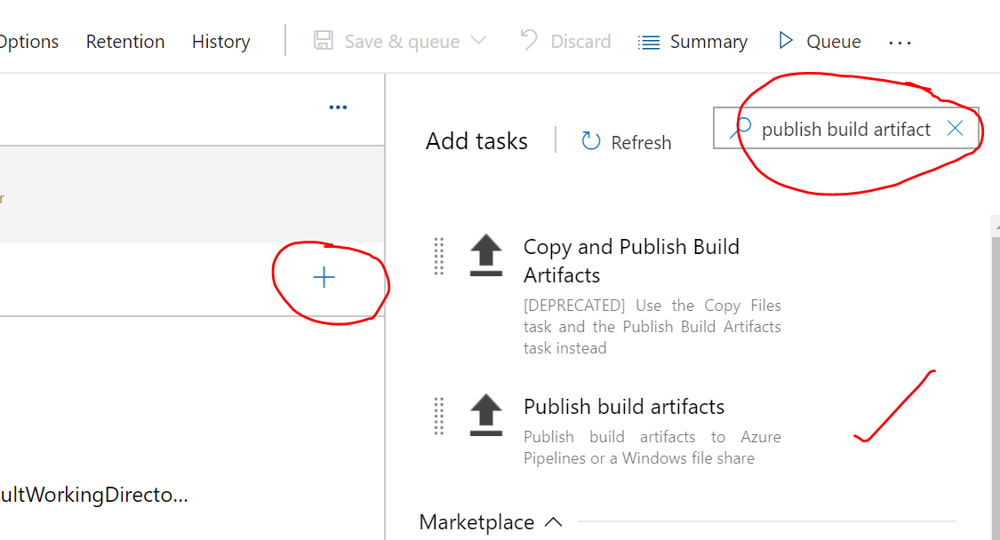 Options Retention History Save & queue Discard Summary Queue ...
...
Add tasks Refresh publish build artifact
r
Copy and Publish Build
Artifacts
[DEPRECATED] Use the Copy Files
task and the Publish Build Artifacts
task instead
Publish build artifacts
Publish build artifacts to Azure
Pipelines or a Windows file share
ultWorkingDirecto...
Marketplace